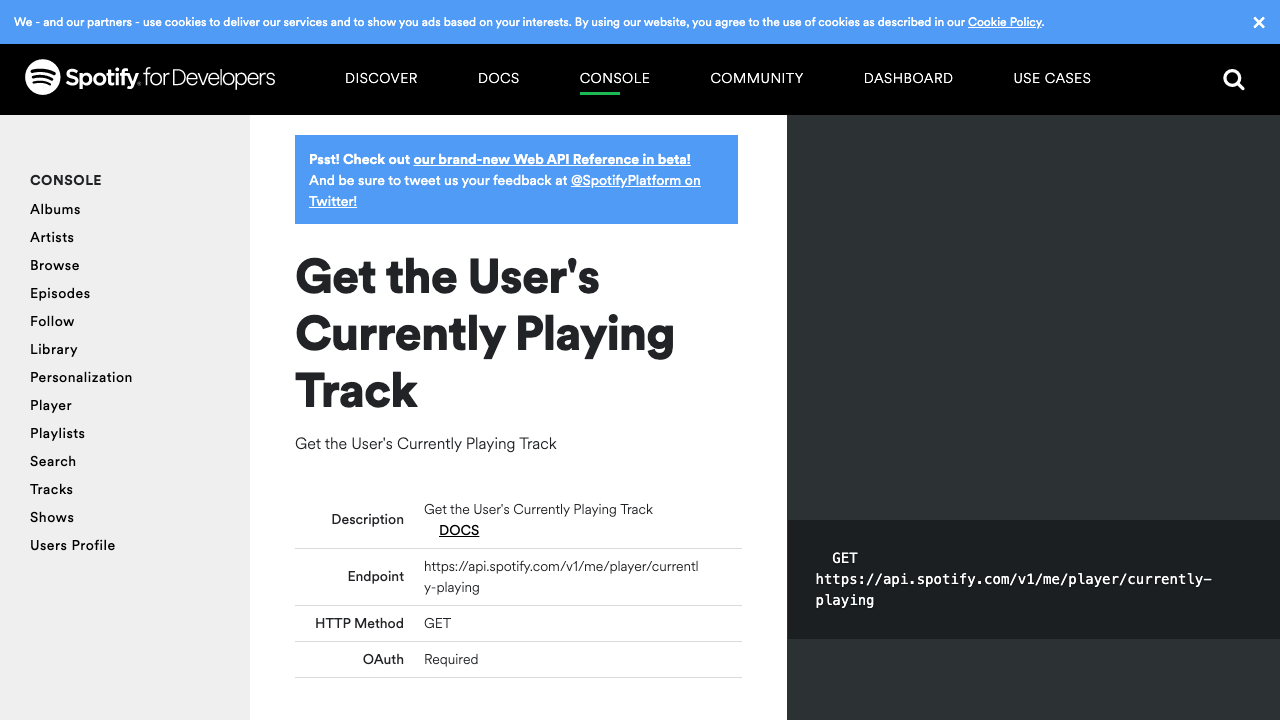 We - and our partners - use cookies to deliver our services and to show you ads based on your interests. By using our website, you agree to the use of cookies as described in our Cookie Policy.
Spotify for Developers
DISCOVER
DOCS
CONSOLE
COMMUNITY
DASHBOARD
USE CASES
CONSOLE
Albums
Artists
Browse
Episodes
Follow
Library
Personalization
Player
Playlists
Search
Tracks
Shows
Users Profile
Psst! Check out our brand-new Web API Reference in beta!
And be sure to tweet us your feedback at @SpotifyPlatform on
Twitter!
Get the User's
Currently Playing
Track
Get the User's Currently Playing Track
Description
Get the User's Currently Playing Track
DOCS
Endpoint
https://api.spotify.com/v1/me/player/currentl
y-playing
HTTP Method
GET
OAuth
Required
GET
https://api.spotify.com/v1/me/player/currently-
playing